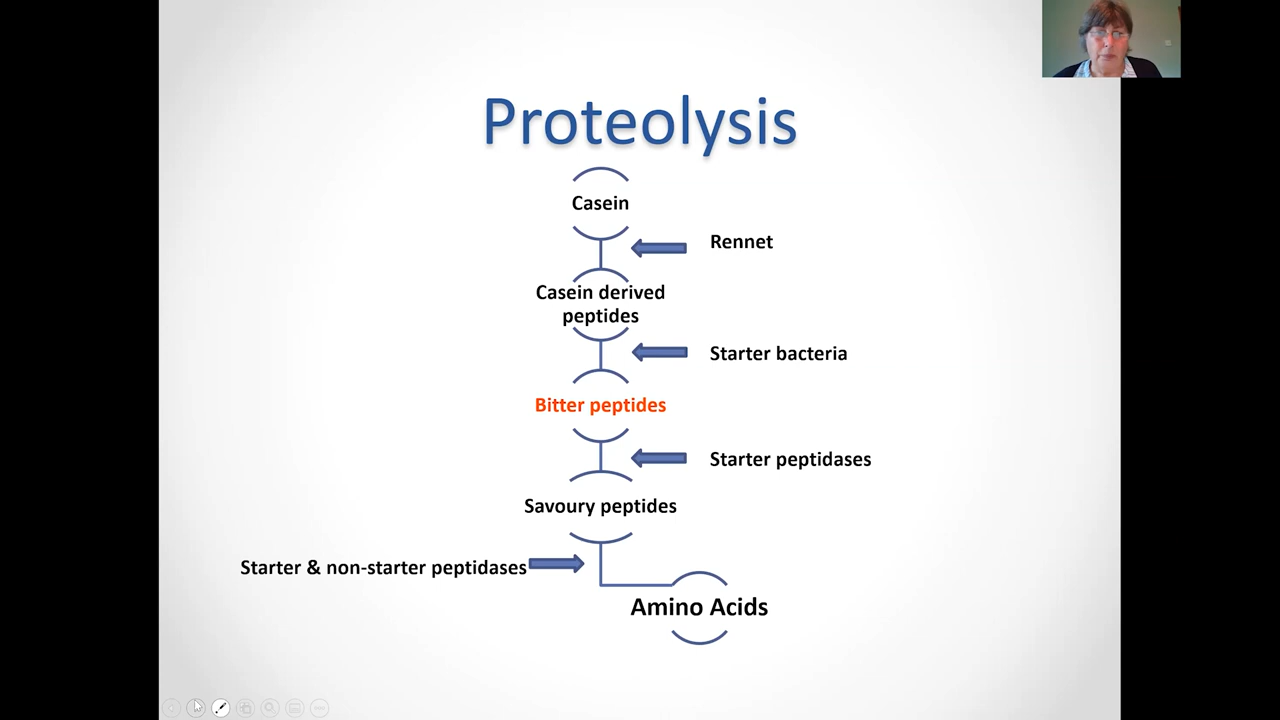 Proteolysis
Casein
Rennet
Casein derived
peptides
Starter bacteria
Bitter peptides
Starter peptidases
Savoury peptides
Starter & non-starter peptidases
Amino Acids